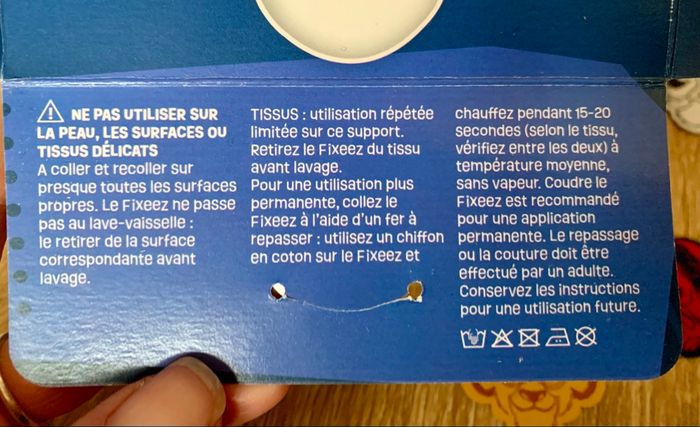 NE PAS UTILISER SUR
LA PEAU, LES SURFACES OU
TISSUS DÉLICATS
A coller et recoller sur
presque toutes les surfaces
propres. Le Fixeez ne passe
pas au lave-vaisselle :
le retirer de la surface
correspondante avant
lavage.
TISSUS : utilisation répétée
limitée sur ce support.
Retirez le Fixeez du tissu
avant lavage.
Pour une utilisation plus
permanente, collez le
Fixeez à l'aide d'un fer à
repasser : utilisez un chiffon
en coton sur le Fixeez et
chauffez pendant 15-20
secondes (selon le tissu,
vérifiez entre les deux) à
température moyenne,
sans vapeur. Coudre le
Fixeez est recommandé
pour une application
permanente. Le repassage
ou la couture doit être
effectué par un adulte.
Conservez les instructions
pour une utilisation future.
P